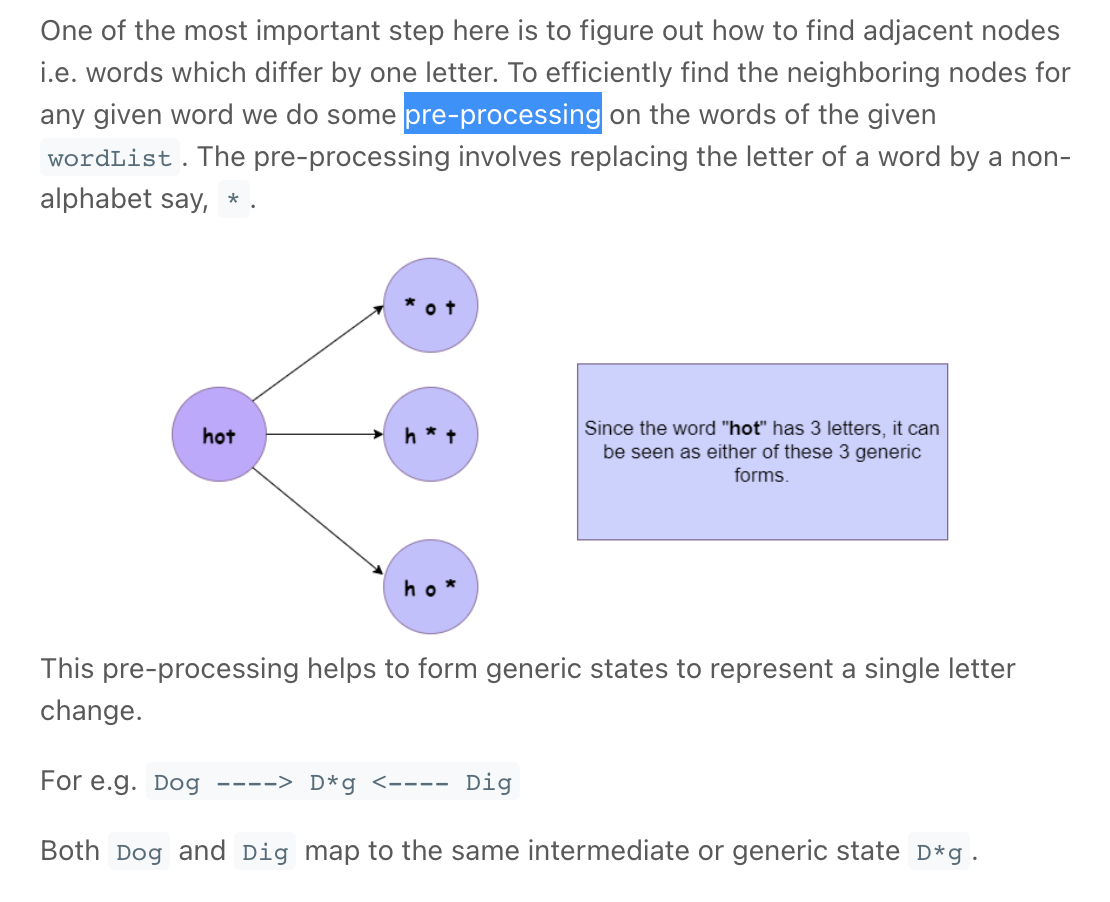 One of the most important step here is to figure out how to find adjacent nodes
i.e. words which differ by one letter. To efficiently find the neighboring nodes for
any given word we do some pre-processing on the words of the given
wordList . The pre-processing involves replacing the letter of a word by a non-
alphabet say, * .
* o t
hot
h * t
h o *
Since the word "hot" has 3 letters, it can
be seen as either of these 3 generic
forms.
This pre-processing helps to form generic states to represent a single letter
change.
For e.g. Dog ----> D*g <---- Dig
Both Dog and Dig map to the same intermediate or generic state D*g .